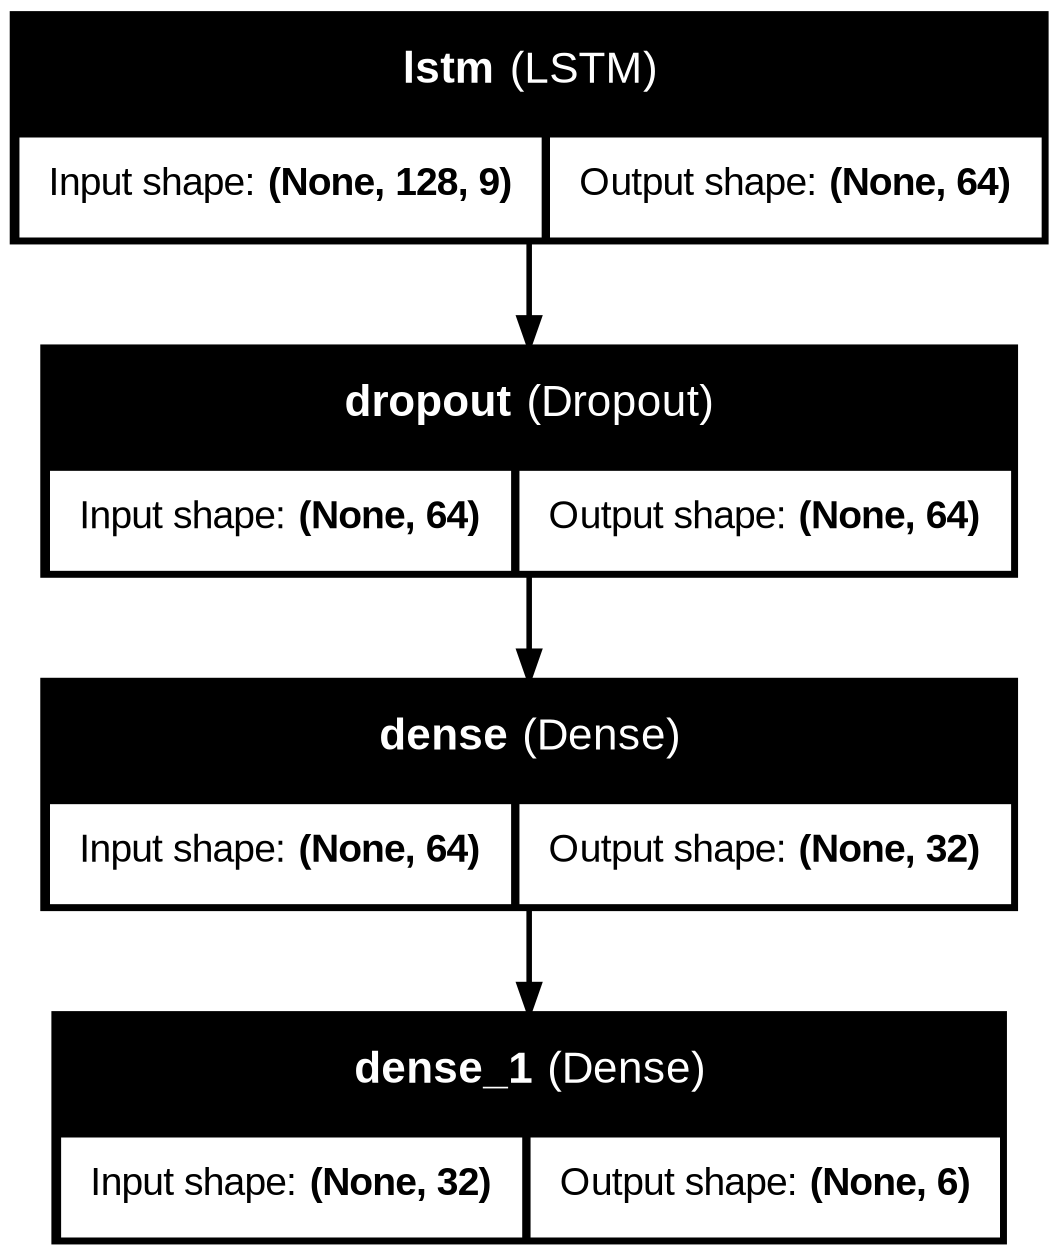 lstm (LSTM)
Input shape: (None, 128, 9) Output shape: (None, 64)
dropout (Dropout)
Input shape: (None, 64) Output shape: (None, 64)
dense (Dense)
Input shape: (None, 64) Output shape: (None, 32)
dense_1 (Dense)
Input shape: (None, 32) Output shape: (None, 6)